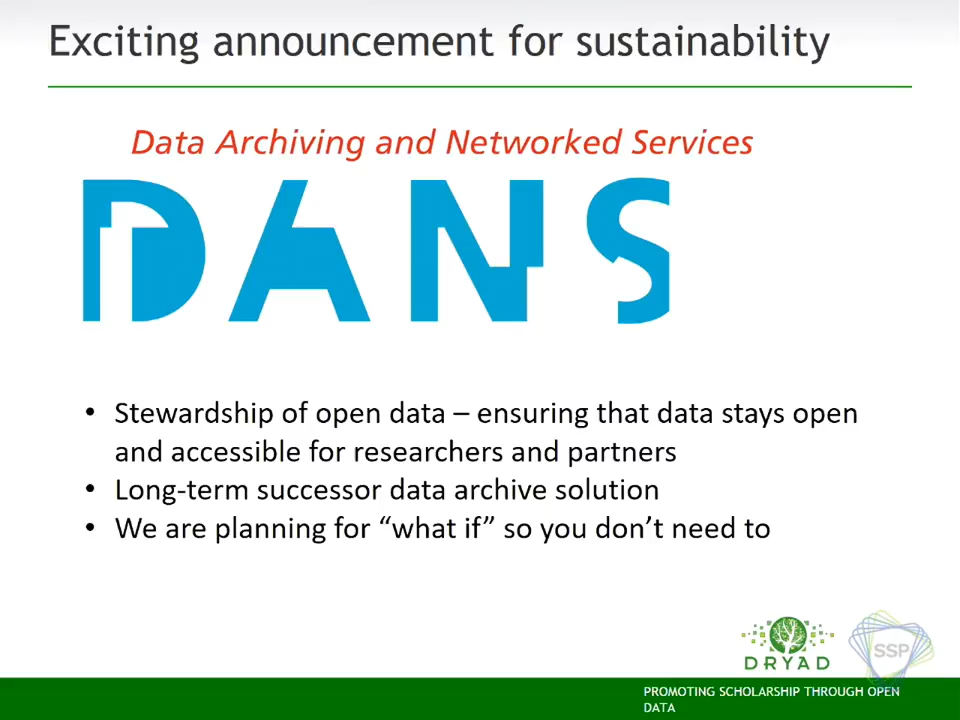 Exciting announcement for sustainability
Data Archiving and Networked Services
DANS
• Stewardship of open data – ensuring that data stays open
and accessible for researchers and partners
• Long-term successor data archive solution
• We are planning for “what if” so you don’t need to
DRYAD
SSP
PROMOTING SCHOLARSHIP THROUGH OPEN
DATA